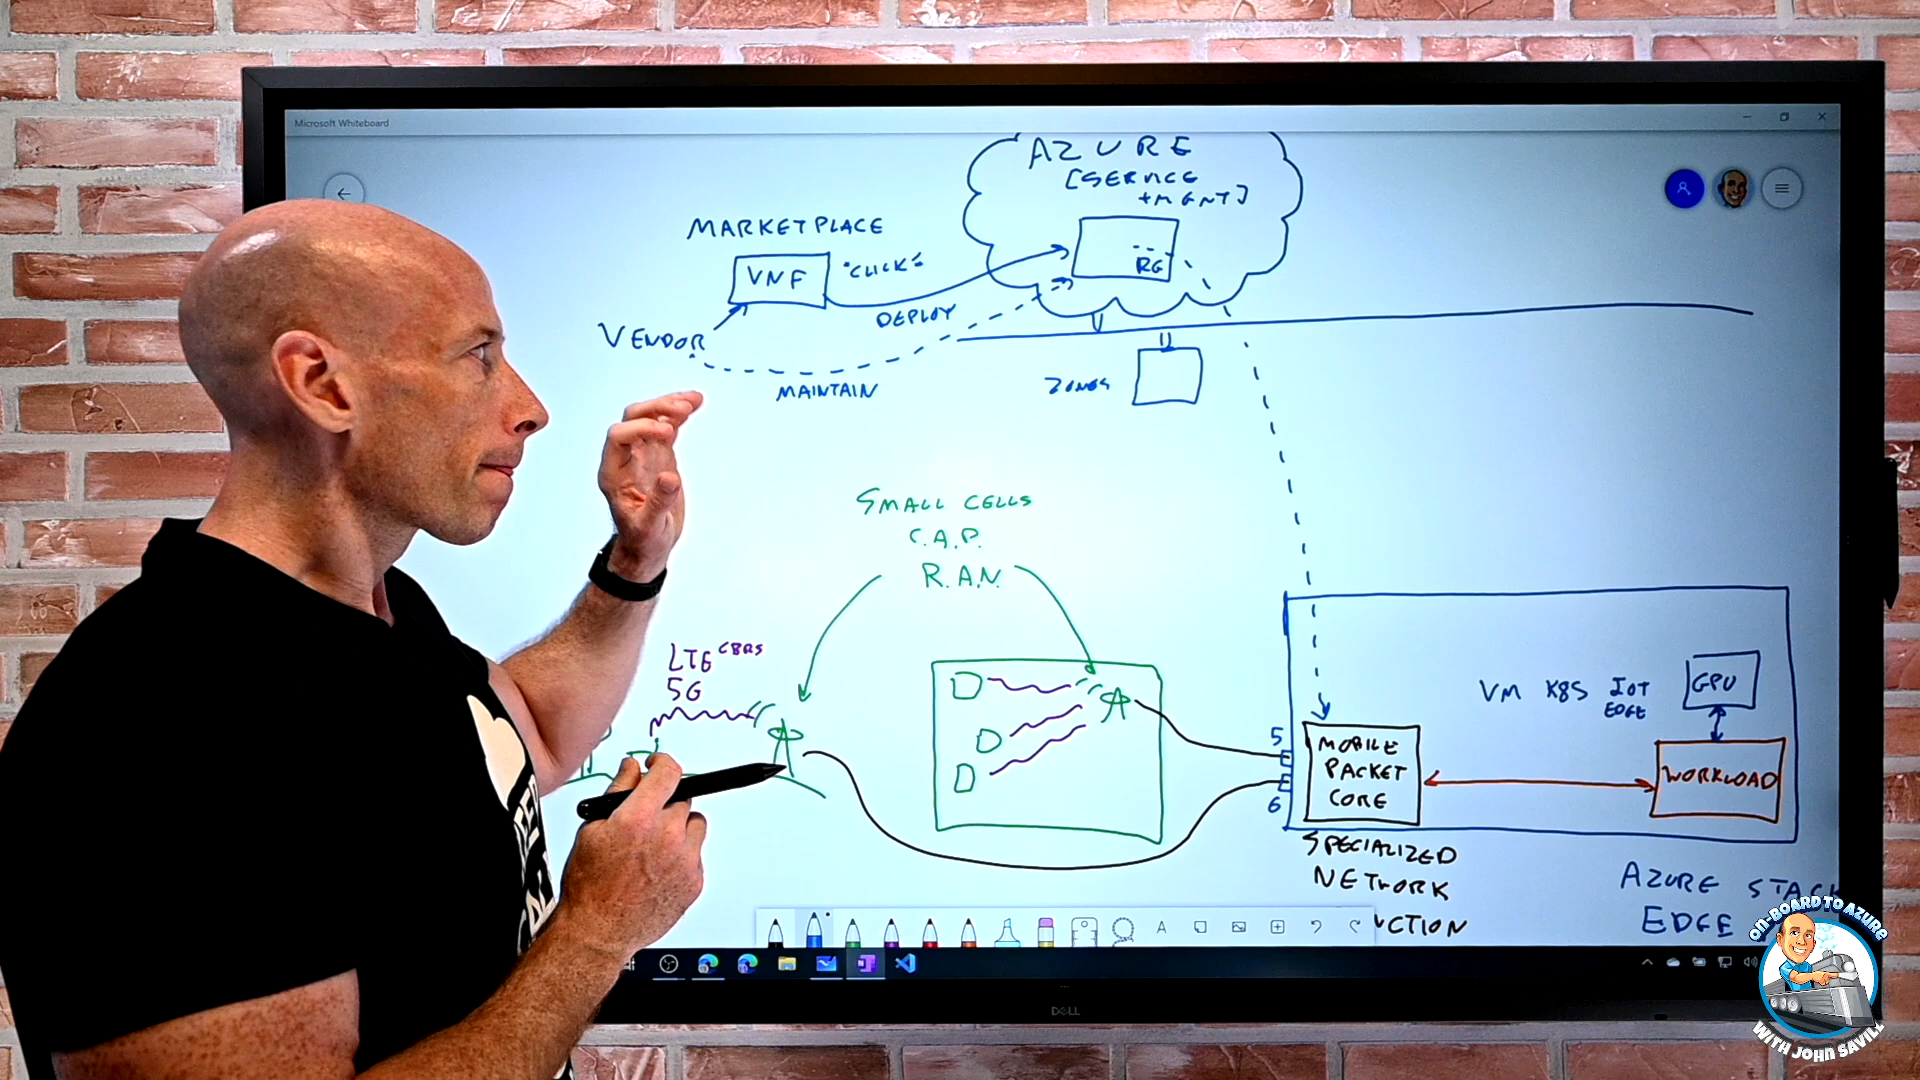 Microsoft Whiteboard
AZURE
[SERVICE
+MGMT]
MARKETPLACE
VNF
"CLICK"
RG
DEPLOY
VENDOR
MAINTAIN
ZONES
SMALL CELLS
C.A.P.
R.A.N.
LTE CBRS
5G
D
D
D
5
6
VM K8S IOT
EDGE
GPU
MOBILE
PACKET
CORE
WORKLOAD
SPECIALIZED
NETWORK
CTION
AZURE STACK
EDGE
A
DELL
ON-BOARD TO AZURE
WITH JOHN SAVILL